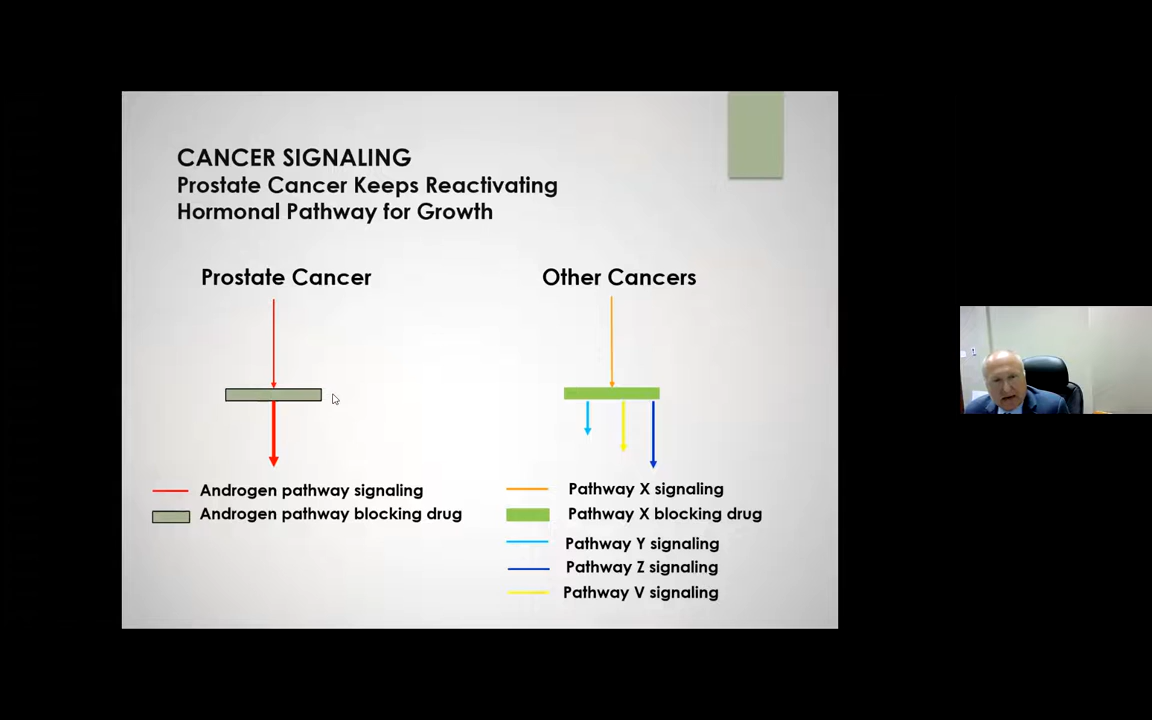 CANCER SIGNALING
Prostate Cancer Keeps Reactivating
Hormonal Pathway for Growth
Prostate Cancer
Other Cancers
Androgen pathway signaling
Androgen pathway blocking drug
Pathway X signaling
Pathway X blocking drug
Pathway Y signaling
Pathway Z signaling
Pathway V signaling